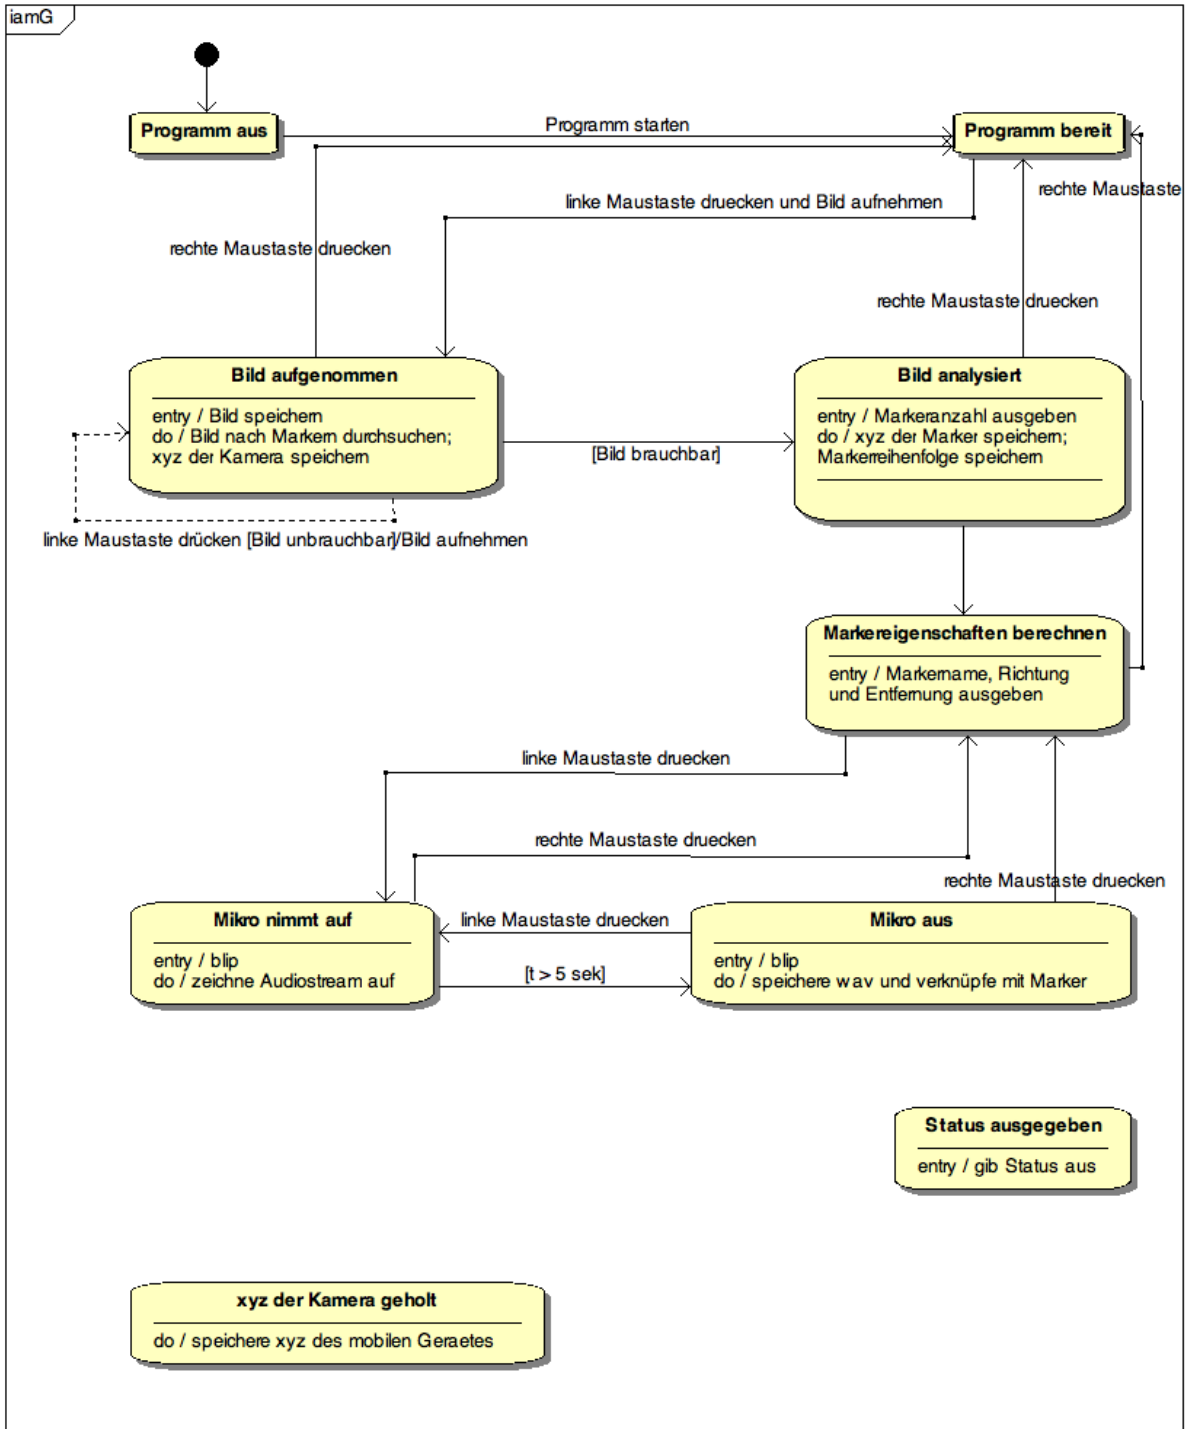 iamG
Programm aus
Programm starten
Programm bereit
rechte Maustaste
linke Maustaste druecken und Bild aufnehmen
rechte Maustaste druecken
rechte Maustaste druecken
Bild aufgenommen
entry / Bild speichern
do / Bild nach Markern durchsuchen;
xyz der Kamera speichern
[Bild brauchbar]
Bild analysiert
entry / Markeranzahl ausgeben
do / xyz der Marker speichern;
Markerreihenfolge speichern
linke Maustaste drücken [Bild unbrauchbar]/Bild aufnehmen
Markereigenschaften berechnen
entry / Markername, Richtung
und Entfernung ausgeben
linke Maustaste druecken
rechte Maustaste druecken
rechte Maustaste druecken
Mikro nimmt auf
entry / blip
do / zeichne Audiostream auf
linke Maustaste druecken
[t > 5 sek]
Mikro aus
entry / blip
do / speichere wav und verknüpfe mit Marker
Status ausgegeben
entry / gib Status aus
xyz der Kamera geholt
do / speichere xyz des mobilen Geraetes